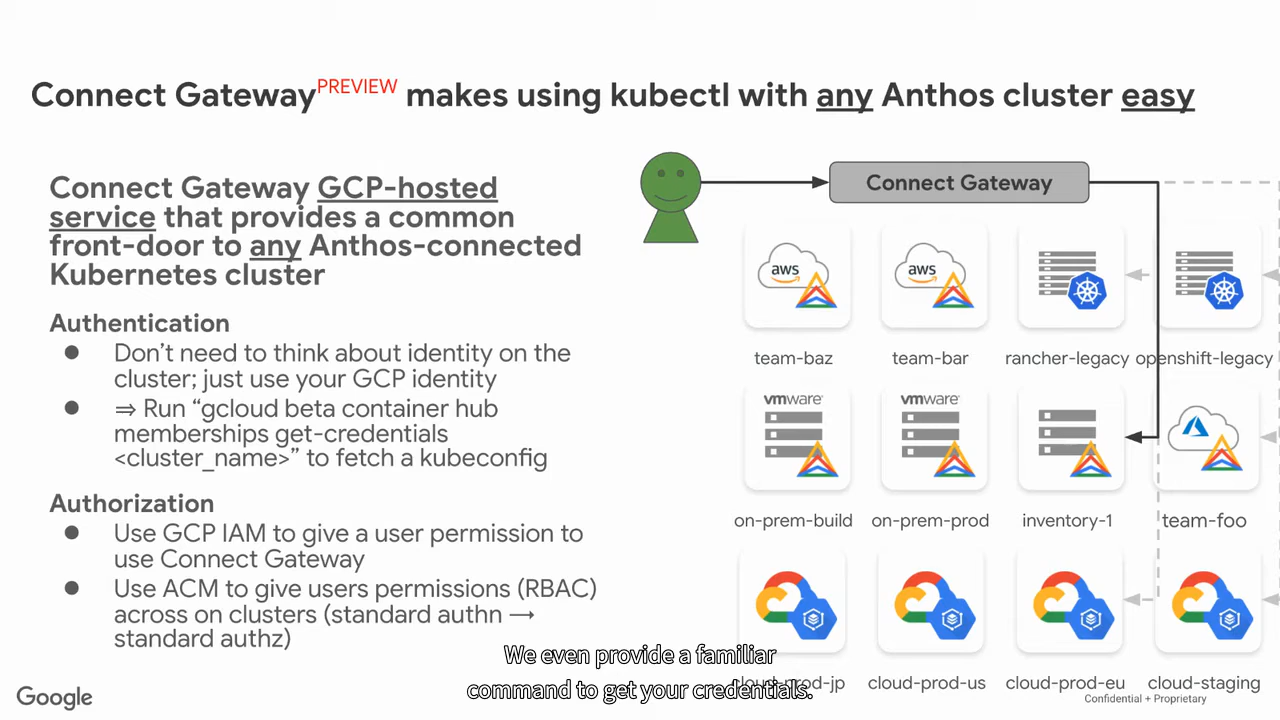 Connect Gateway PREVIEW makes using kubectl with any Anthos cluster easy
Connect Gateway GCP-hosted
service that provides a common
front-door to any Anthos-connected
Kubernetes cluster
Authentication
● Don't need to think about identity on the
cluster; just use your GCP identity
● ⇒ Run “gcloud beta container hub
memberships get-credentials
<cluster_name>” to fetch a kubeconfig
Authorization
● Use GCP IAM to give a user permission to
use Connect Gateway
● Use ACM to give users permissions (RBAC)
across on clusters (standard authn →
standard authz)
Connect Gateway
aws
aws
team-baz
team-bar
rancher-legacy
openshift-legacy
vmware
vmware
on-prem-build
on-prem-prod
inventory-1
team-foo
cloud-prod-jp
cloud-prod-us
cloud-prod-eu
cloud-staging
We even provide a familiar
command to get your credentials.
Google
Confidential + Proprietary